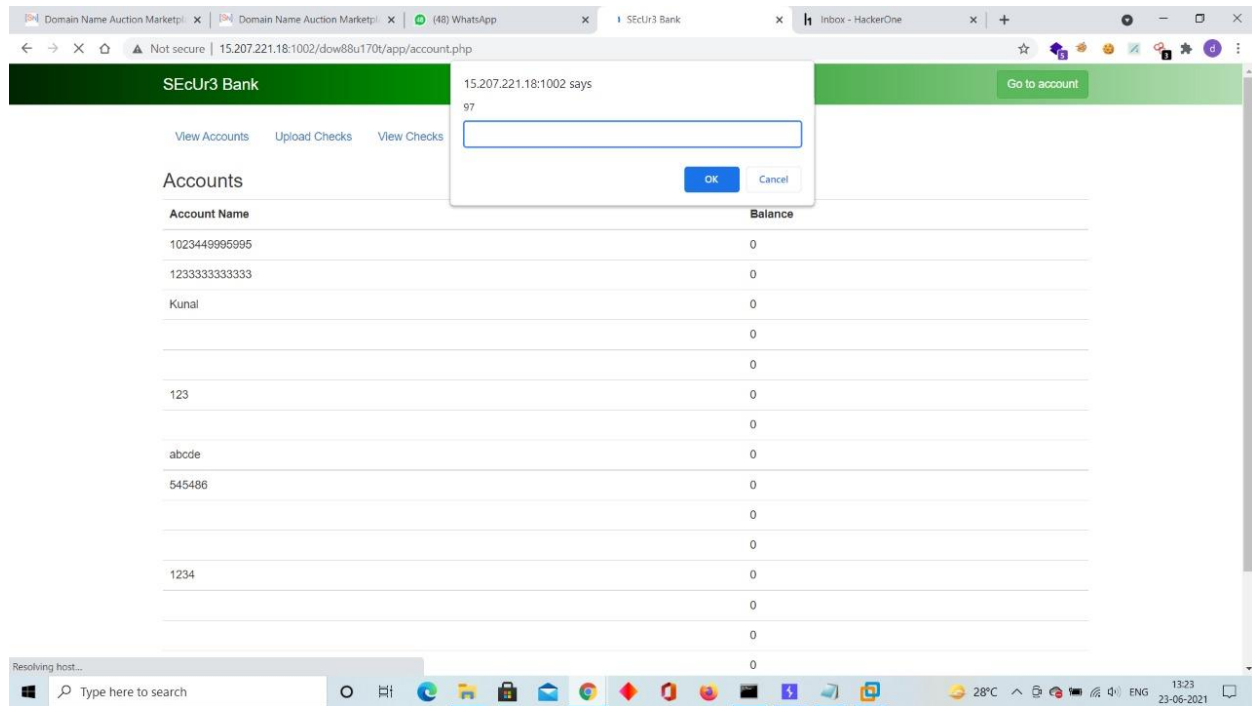 Domain Name Auction Marketpl
Domain Name Auction Marketpl
(48) WhatsApp
SEcUr3 Bank
Inbox - HackerOne
Not secure | 15.207.221.18:1002/dow88u170t/app/account.php
SEcUr3 Bank
Go to account
15.207.221.18:1002 says
97
OK
Cancel
View Accounts
Upload Checks
View Checks
Accounts
Account Name Balance
1023449995995 0
1233333333333 0
Kunal 0
0
0
123 0
0
abcde 0
545486 0
0
0
1234 0
0
0
0
Resolving host...
Type here to search
28°C
ENG
13:23
23-06-2021